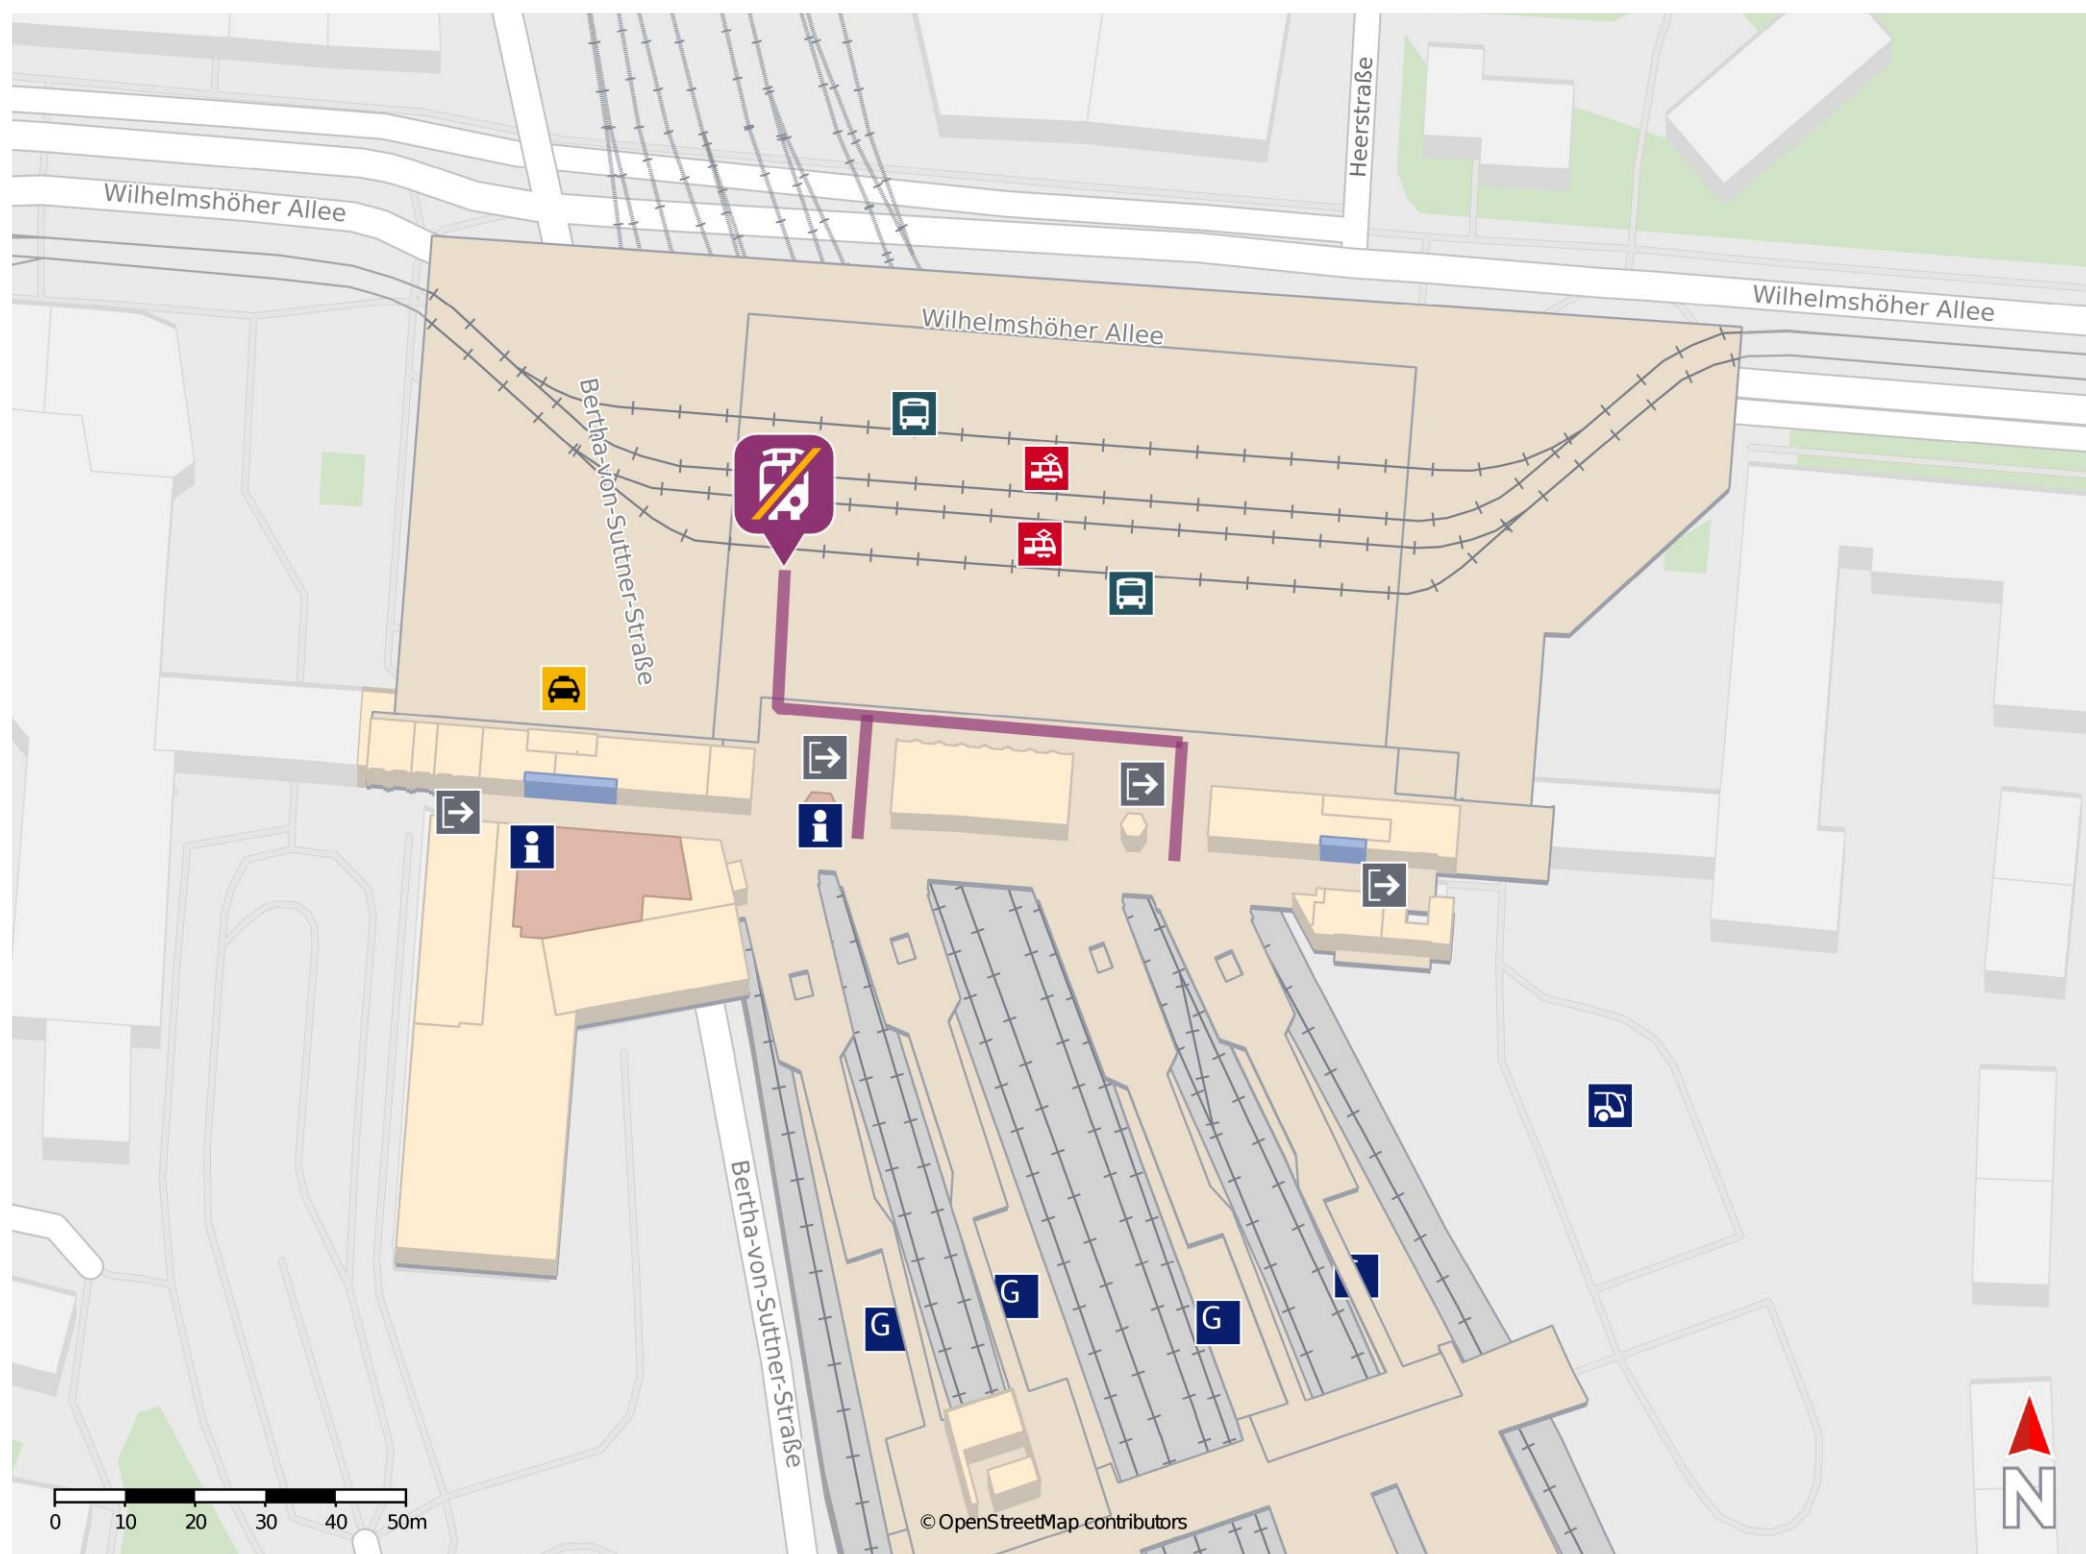 Heerstraße
Wilhelmshöher Allee
Wilhelmshöher Allee
Wilhelmshöher Allee
Bertha-von-Suttner-Straße
i
i
Bertha-von-Suttner-Straße
G
G
G
0 10 20 30 40 50m
© OpenStreetMap contributors
N